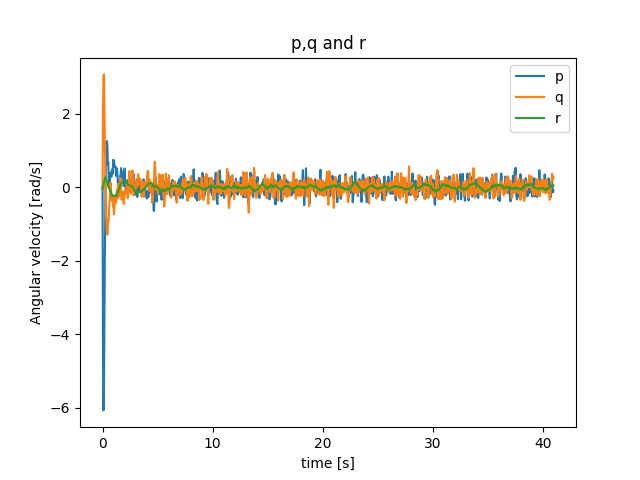 p,q and r
p
q
r
Angular velocity [rad/s]
2
0
−2
−4
−6
0
10
20
30
40
time [s]